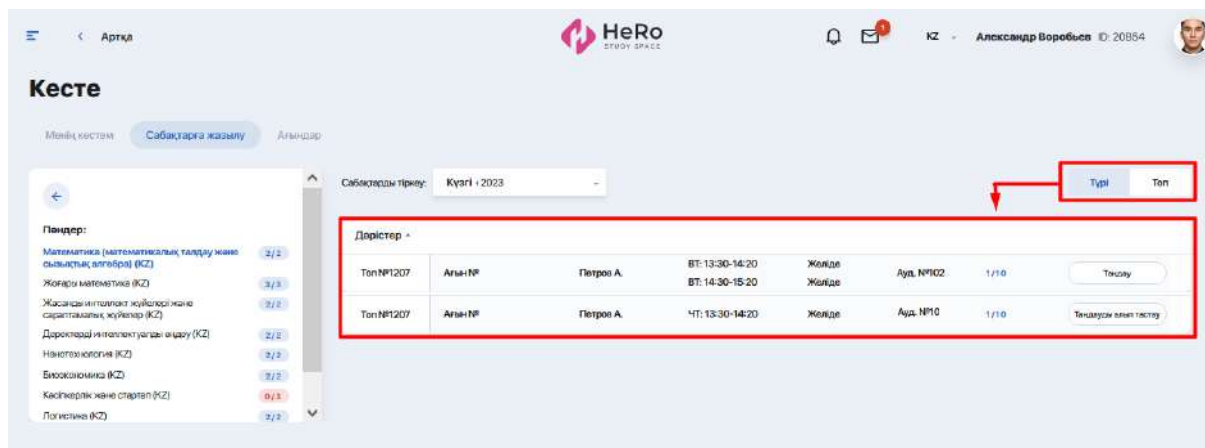 Артқа
HeRo
STUDY SPACE
1
KZ
Александр Воробьев ID: 20854
Кесте
Менің кестем
Сабақтарға жазылу
Ағындар
Сабақтарды тіркеу:
Күзгі - 2023
Түрі
Топ
Пәндер:
Математика (математикалық талдау және
сызықтық алгебра) (KZ)
2/2
Жоғары математика (KZ)
Жасанды интеллект жүйелері және
сараптамалық жүйелер (KZ)
2/2
Деректерді интеллектуалды өңдеу (KZ)
2/2
Нанотехнология (KZ)
2/2
Биоэкономика (KZ)
2/2
Кәсіпкерлік және стартап (KZ)
Логистика (KZ)
2/2
Дәрістер
Топ №1207
Ағын №
Петров А.
ВТ: 13:30-14:20
ВТ: 14:30-15:20
Желіде
Желіде
Ауд. №102
1/10
Таңдау
Топ №1207
Ағын №
Петров А.
ЧТ: 13:30-14:20
Желіде
Ауд. №10
1/10
Таңдауды алып тастау